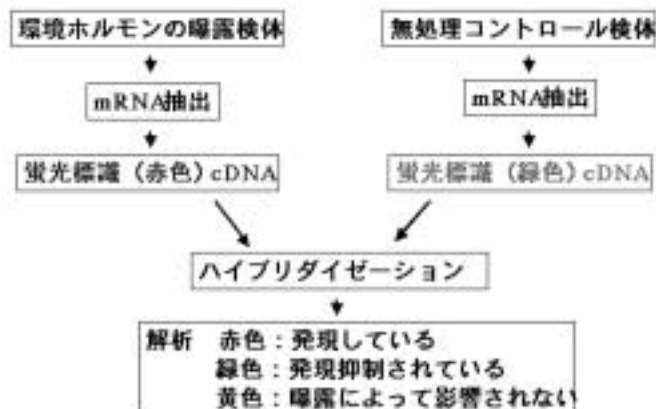 環境ホルモンの曝露検体
無処理コントロール検体
mRNA抽出
mRNA抽出
蛍光標識（赤色）cDNA
蛍光標識（緑色）cDNA
ハイブリダイゼーション
解析　赤色：発現している
緑色：発現抑制されている
黄色：曝露によって影響されない